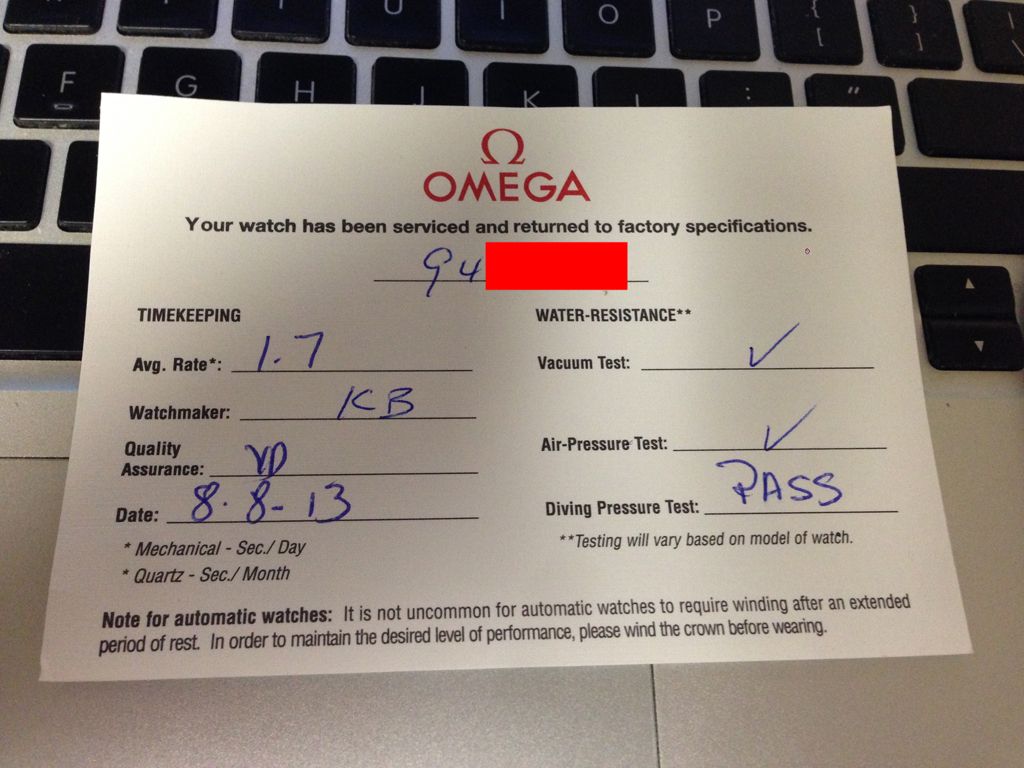 U I O P { [ } ] | \
F G H J K L : "
Ω
OMEGA
Your watch has been serviced and returned to factory specifications.
94
TIMEKEEPING
WATER-RESISTANCE**
Avg. Rate*: 1.7
Vacuum Test: ✓
Watchmaker: KB
Quality
Assurance: VD
Air-Pressure Test: ✓
Date: 8.8-13
Diving Pressure Test: PASS
* Mechanical - Sec./ Day
* Quartz - Sec./ Month
**Testing will vary based on model of watch.
Note for automatic watches: It is not uncommon for automatic watches to require winding after an extended
period of rest. In order to maintain the desired level of performance, please wind the crown before wearing.